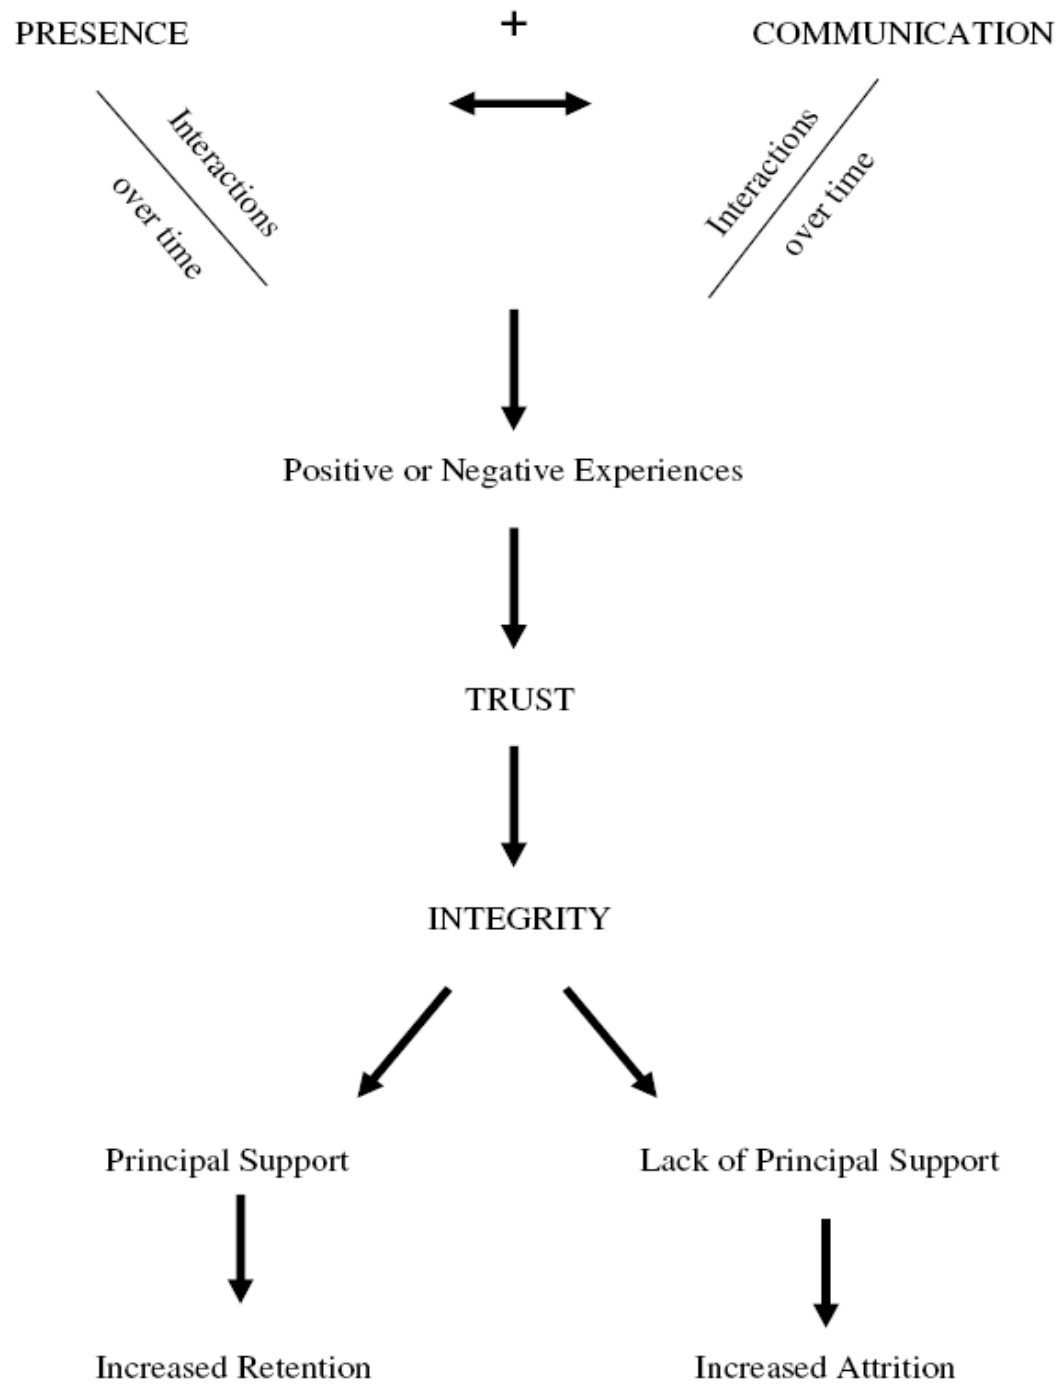 PRESENCE + COMMUNICATION
Interactions
over time
Interactions
over time
Positive or Negative Experiences
TRUST
INTEGRITY
Principal Support
Lack of Principal Support
Increased Retention
Increased Attrition